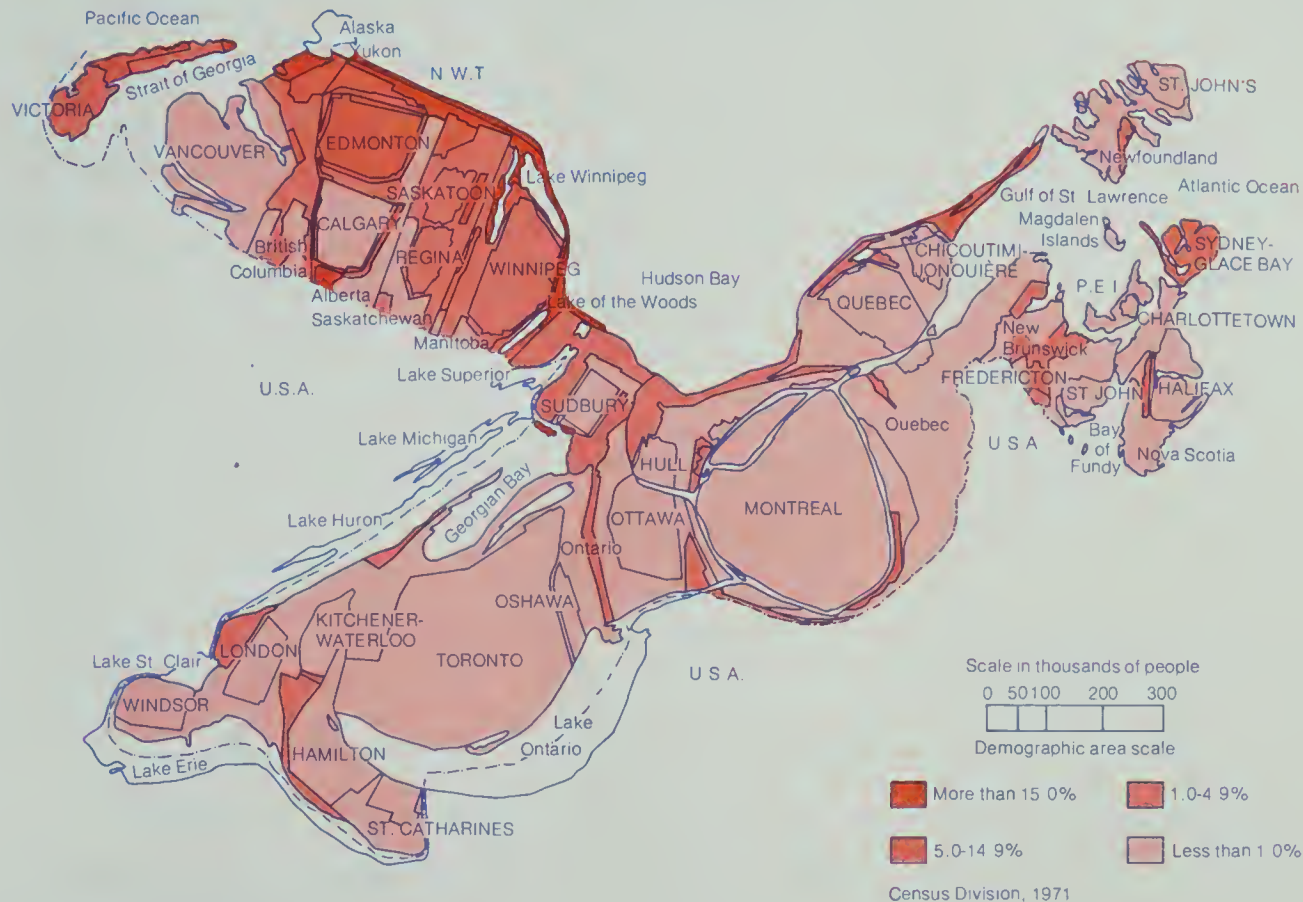 Pacific Ocean
Alaska
Yukon
N.W.T
Strait of Georgia
VICTORIA
VANCOUVER
EDMONTON
SASKATOON
Lake Winnipeg
CALGARY
British
Columbia
REGINA
WINNIPEG
Alberta
Saskatchewan
Manitoba
Lake of the Woods
Hudson Bay
ST. JOHN'S
Newfoundland
Gulf of St Lawrence
Atlantic Ocean
Magdalen
Islands
SYDNEY-
GLACE BAY
CHICOUTIMI-
JONQUIÈRE
QUEBEC
P.E I
CHARLOTTETOWN
New
Brunswick
FREDERICTON
ST JOHN
HALIFAX
Bay
of
Fundy
Nova Scotia
U.S.A.
Lake Superior
SUDBURY
Lake Michigan
Quebec
U S A
HULL
Georgian Bay
Lake Huron
OTTAWA
MONTREAL
Ontario
OSHAWA
KITCHENER-
WATERLOO
TORONTO
LONDON
Lake St. Clair
WINDSOR
HAMILTON
Lake
Ontario
U S A.
Lake Erie
ST. CATHARINES
Scale in thousands of people
0 50 100 200 300
Demographic area scale
More than 15 0%
1.0-4 9%
5.0-14 9%
Less than 1 0%
Census Division, 1971